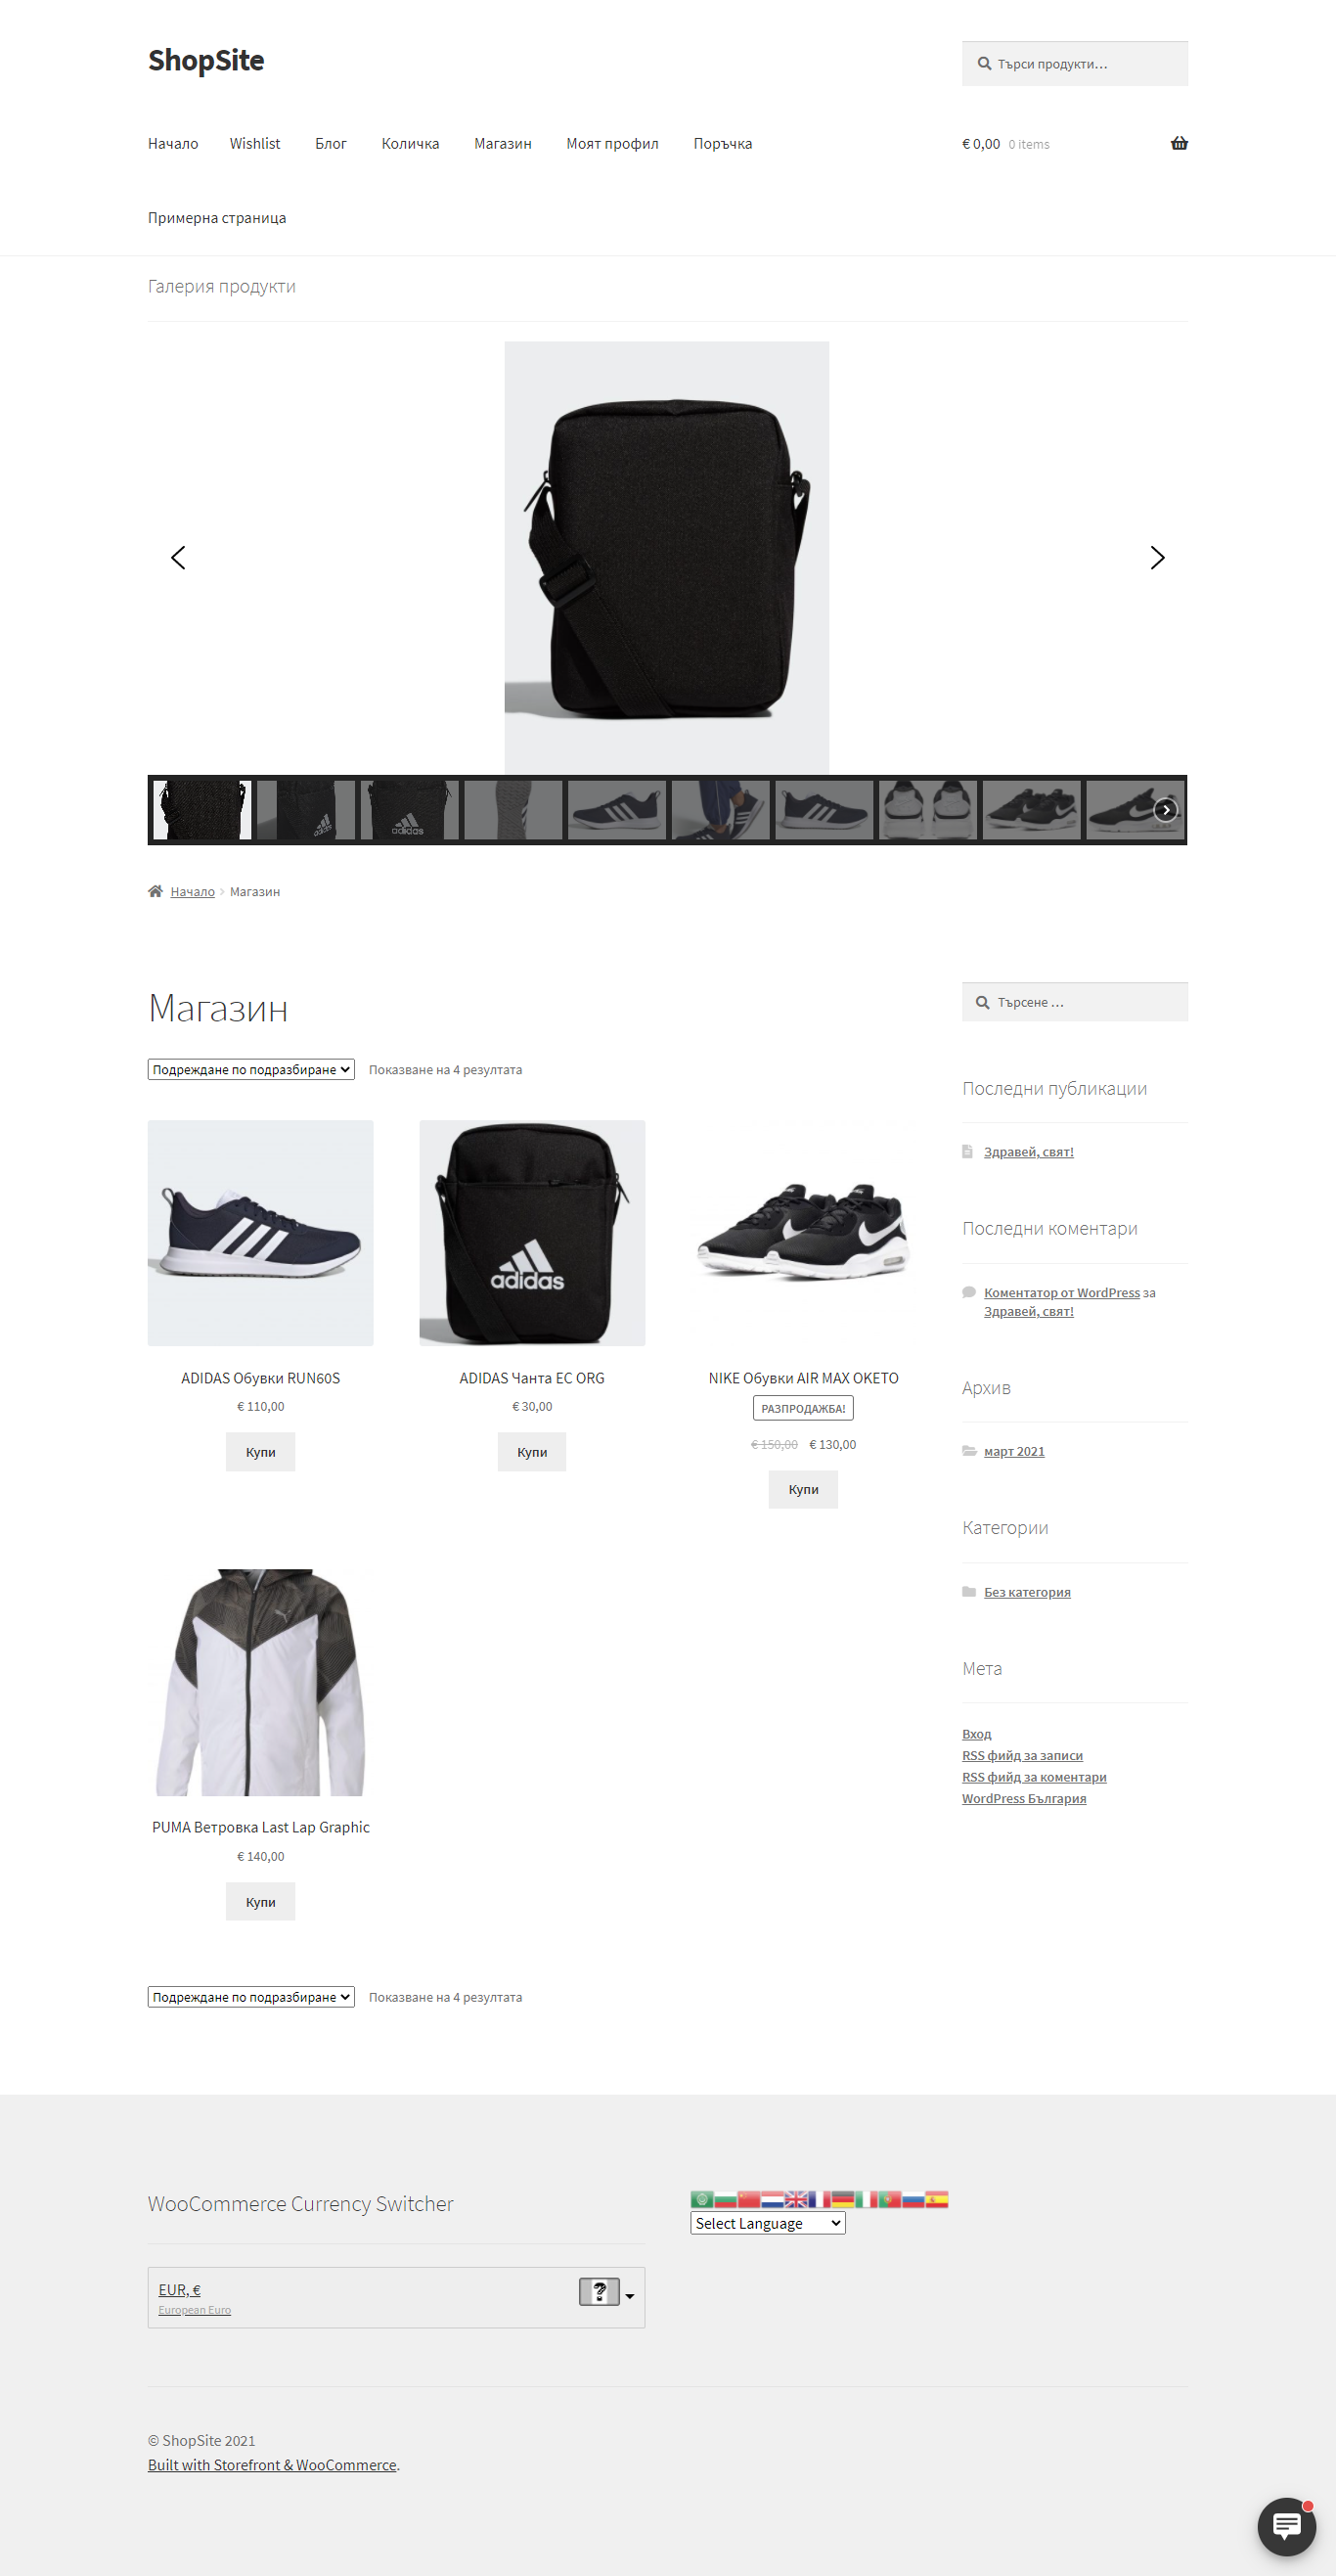 ShopSite
Търси продукти…
Начало Wishlist Блог Количка Магазин Моят профил Поръчка
€ 0,00 0 items
Примерна страница
Галерия продукти
adidas
Начало Магазин
Магазин
Търсене …
Подреждане по подразбиране Показване на 4 резултата
Последни публикации
Здравей, свят!
Последни коментари
Коментатор от WordPress за
Здравей, свят!
adidas
ADIDAS Обувки RUN60S
€ 110,00
Купи
ADIDAS Чанта EC ORG
€ 30,00
Купи
NIKE Обувки AIR MAX OKETO
РАЗПРОДАЖБА!
€ 150,00 € 130,00
Купи
Архив
март 2021
Категории
Без категория
PUMA Ветровка Last Lap Graphic
€ 140,00
Купи
Мета
Вход
RSS фийд за записи
RSS фийд за коментари
WordPress България
Подреждане по подразбиране Показване на 4 резултата
WooCommerce Currency Switcher
EUR, €
European Euro
?
Select Language
© ShopSite 2021
Built with Storefront & WooCommerce.